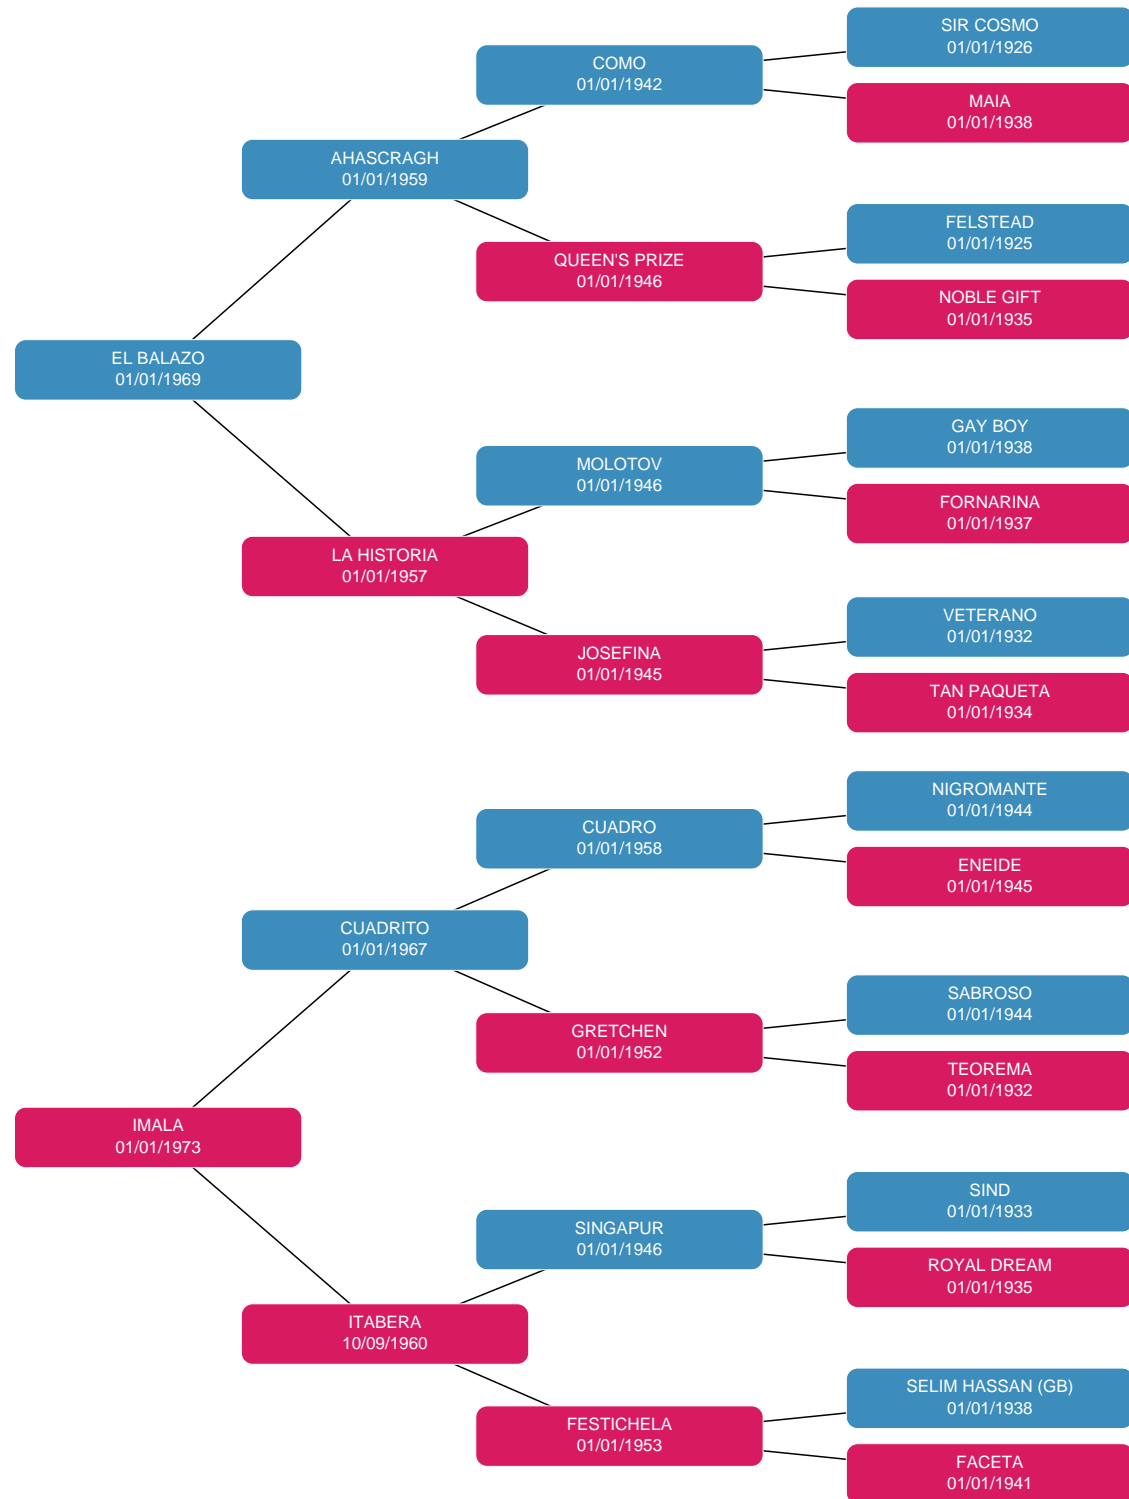 SIR COSMO
01/01/1926
COMO
01/01/1942
MAIA
01/01/1938
AHASCRAGH
01/01/1959
FELSTEAD
01/01/1925
QUEEN'S PRIZE
01/01/1946
NOBLE GIFT
01/01/1935
EL BALAZO
01/01/1969
GAY BOY
01/01/1938
MOLOTOV
01/01/1946
FORNARINA
01/01/1937
LA HISTORIA
01/01/1957
VETERANO
01/01/1932
JOSEFINA
01/01/1945
TAN PAQUETA
01/01/1934
NIGROMANTE
01/01/1944
CUADRO
01/01/1958
ENEIDE
01/01/1945
CUADRITO
01/01/1967
SABROSO
01/01/1944
GRETCHEN
01/01/1952
TEOREMA
01/01/1932
IMALA
01/01/1973
SIND
01/01/1933
SINGAPUR
01/01/1946
ROYAL DREAM
01/01/1935
ITABERA
10/09/1960
SELIM HASSAN (GB)
01/01/1938
FESTICHELA
01/01/1953
FACETA
01/01/1941